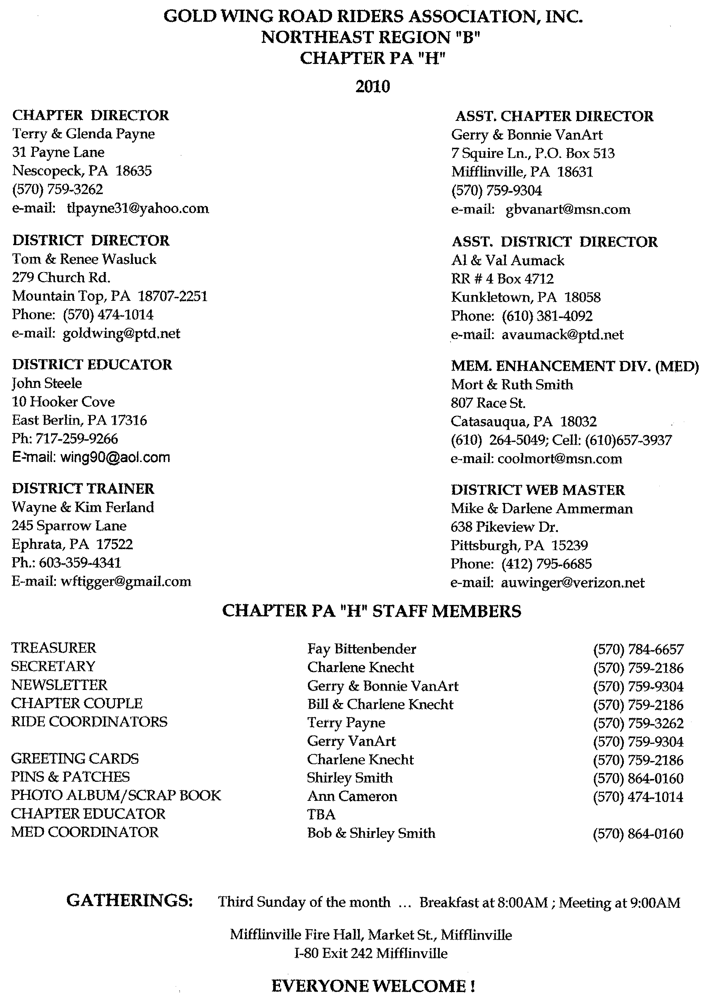 GOLD WING ROAD RIDERS ASSOCIATION, INC.
NORTHEAST REGION "B"
CHAPTER PA "H"
2010
CHAPTER DIRECTOR
Terry & Glenda Payne
31 Payne Lane
Nescopeck, PA 18635
(570) 759-3262
e-mail: tlpayne31@yahoo.com
ASST. CHAPTER DIRECTOR
Gerry & Bonnie VanArt
7 Squire Ln., P.O. Box 513
Mifflinville, PA 18631
(570) 759-9304
e-mail: gbvanart@msn.com
DISTRICT DIRECTOR
Tom & Renee Wasluck
279 Church Rd.
Mountain Top, PA 18707-2251
Phone: (570) 474-1014
e-mail: goldwing@ptd.net
ASST. DISTRICT DIRECTOR
Al & Val Aumack
RR # 4 Box 4712
Kunkletown, PA 18058
Phone: (610) 381-4092
e-mail: avaumack@ptd.net
DISTRICT EDUCATOR
John Steele
10 Hooker Cove
East Berlin, PA 17316
Ph: 717-259-9266
E-mail: wing90@aol.com
MEM. ENHANCEMENT DIV. (MED)
Mort & Ruth Smith
807 Race St.
Catasauqua, PA 18032
(610) 264-5049; Cell: (610)657-3937
e-mail: coolmort@msn.com
DISTRICT TRAINER
Wayne & Kim Ferland
245 Sparrow Lane
Ephrata, PA 17522
Ph.: 603-359-4341
E-mail: wftigger@gmail.com
DISTRICT WEB MASTER
Mike & Darlene Ammerman
638 Pikeview Dr.
Pittsburgh, PA 15239
Phone: (412) 795-6685
e-mail: auwinger@verizon.net
CHAPTER PA "H" STAFF MEMBERS
TREASURER Fay Bittenbender (570) 784-6657
SECRETARY Charlene Knecht (570) 759-2186
NEWSLETTER Gerry & Bonnie VanArt (570) 759-9304
CHAPTER COUPLE Bill & Charlene Knecht (570) 759-2186
RIDE COORDINATORS Terry Payne (570) 759-3262
Gerry VanArt (570) 759-9304
GREETING CARDS Charlene Knecht (570) 759-2186
PINS & PATCHES Shirley Smith (570) 864-0160
PHOTO ALBUM/SCRAP BOOK Ann Cameron (570) 474-1014
CHAPTER EDUCATOR TBA
MED COORDINATOR Bob & Shirley Smith (570) 864-0160
GATHERINGS: Third Sunday of the month ... Breakfast at 8:00AM ; Meeting at 9:00AM
Mifflinville Fire Hall, Market St., Mifflinville
I-80 Exit 242 Mifflinville
EVERYONE WELCOME !